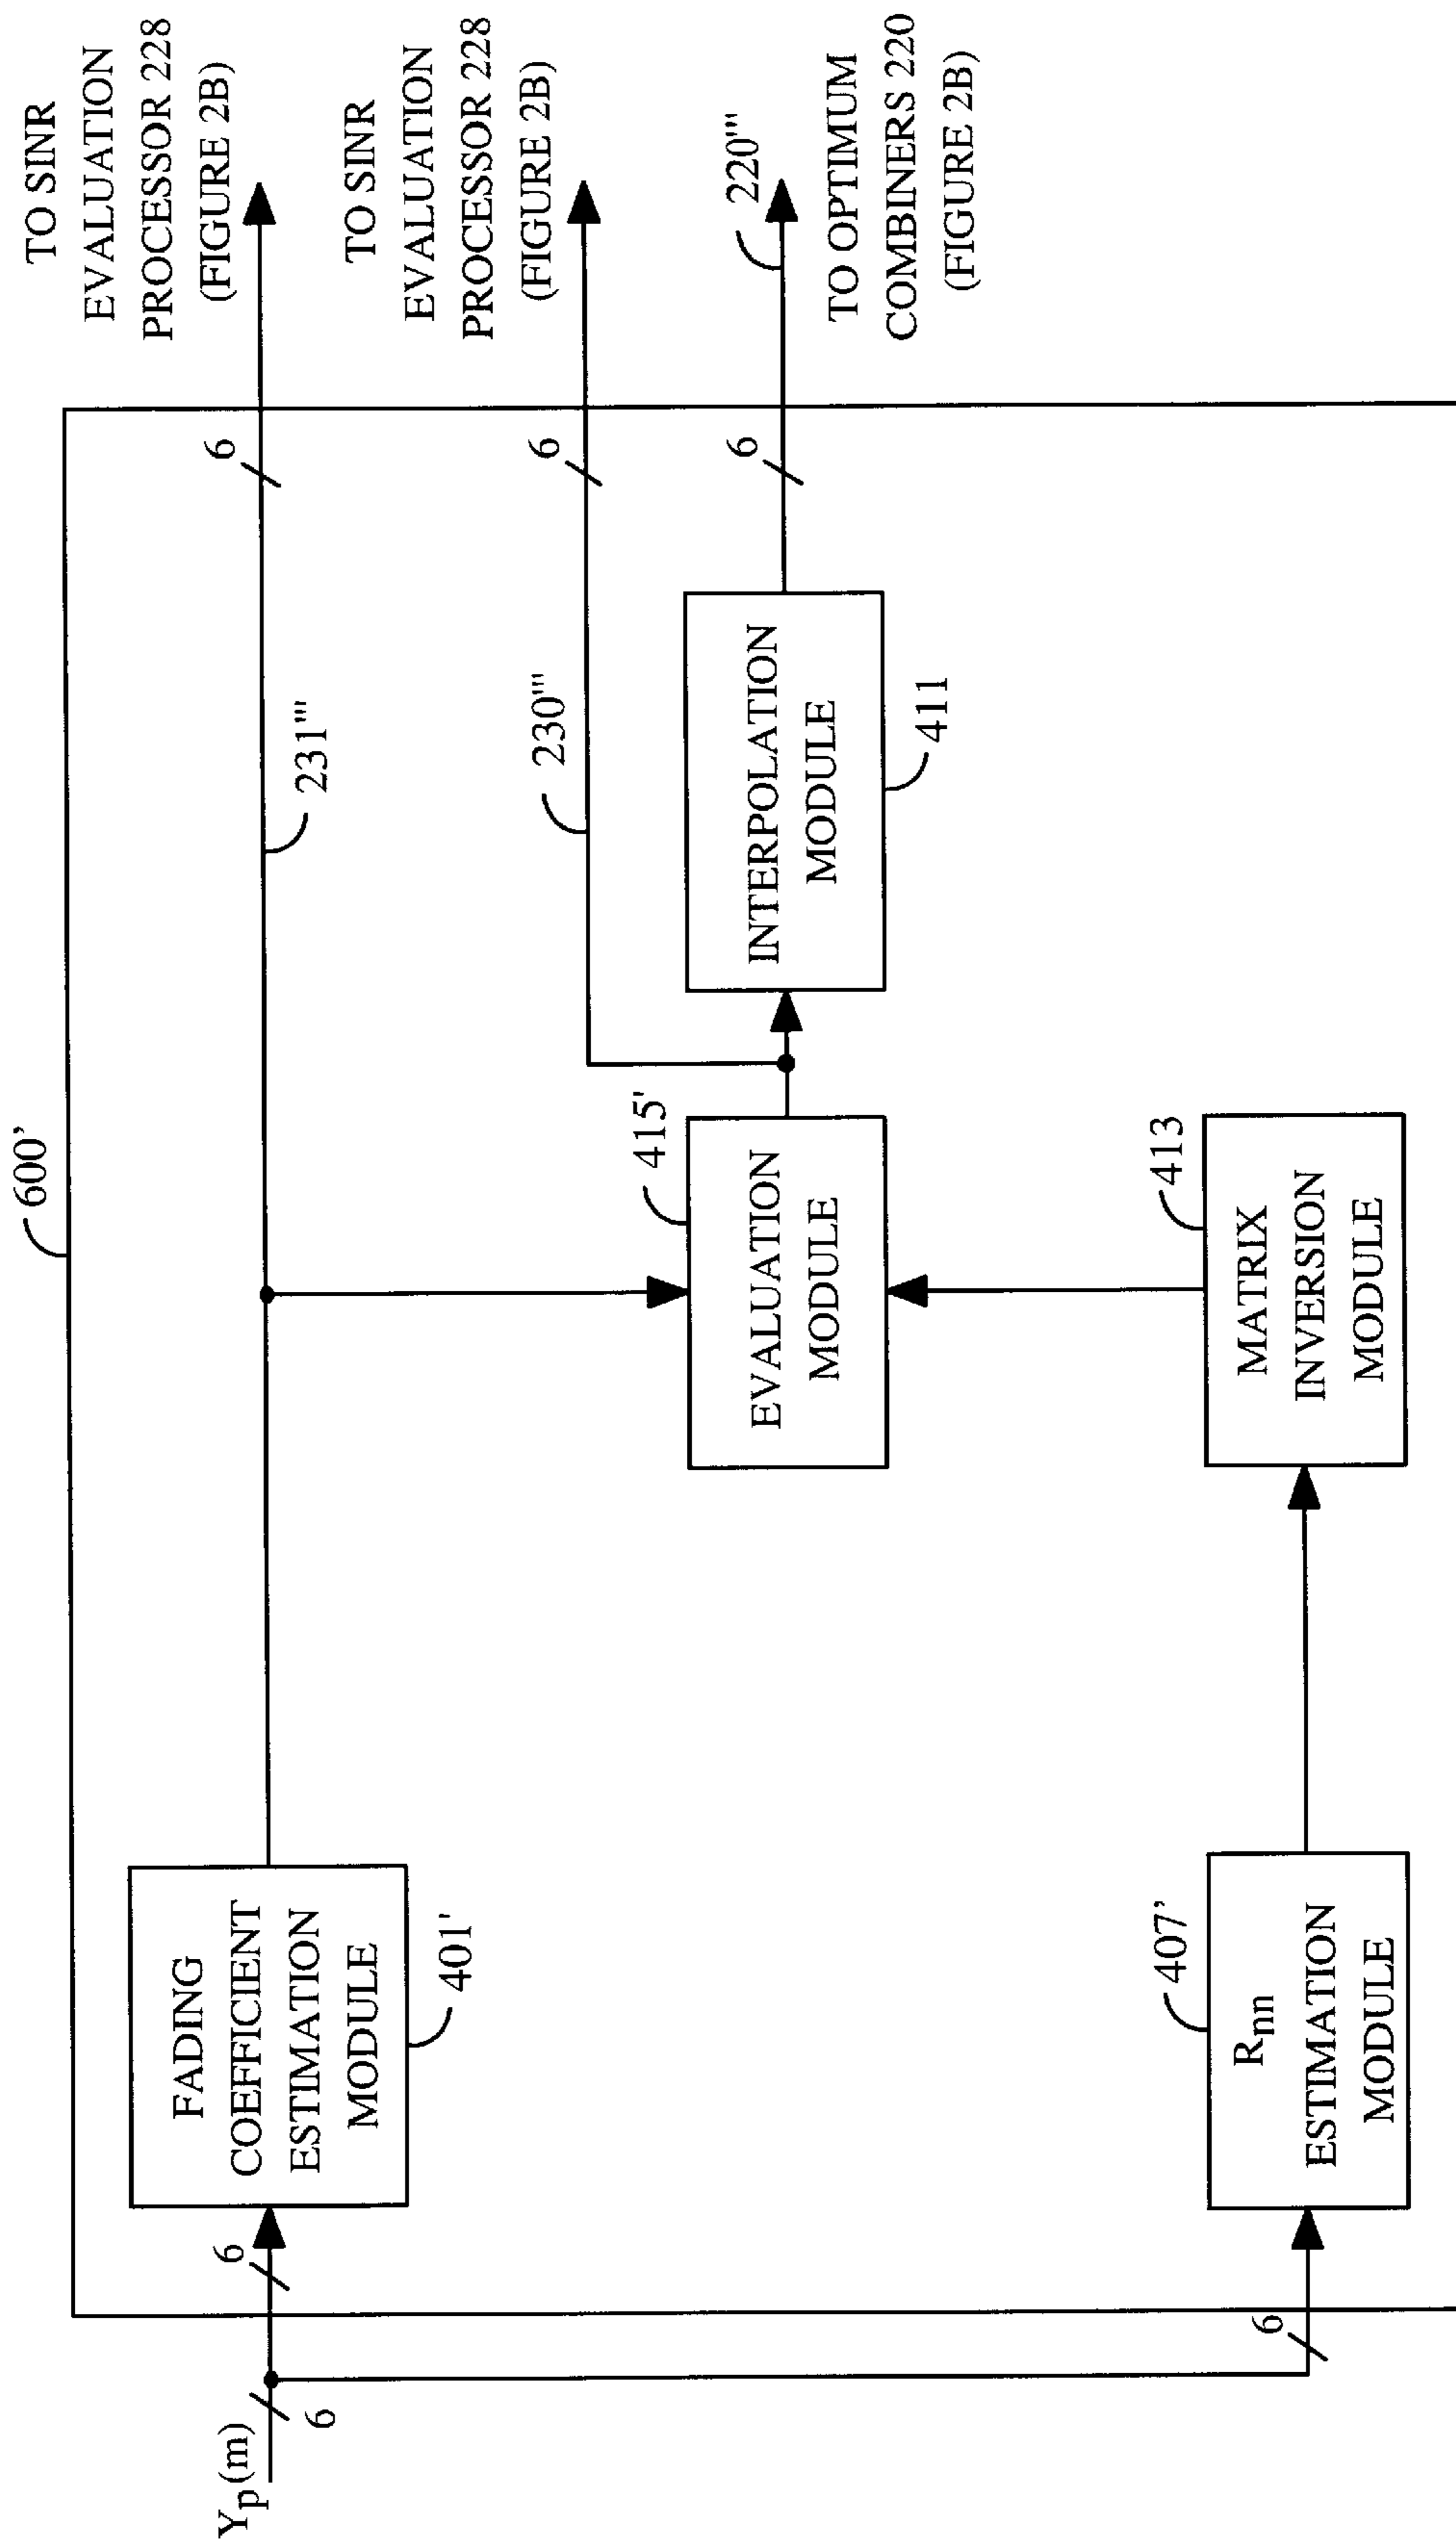 600'
Yp(m)
6
6
6
FADING
COEFFICIENT
ESTIMATION
MODULE
401'
Rnn
ESTIMATION
MODULE
407'
MATRIX
INVERSION
MODULE
413
EVALUATION
MODULE
415'
INTERPOLATION
MODULE
411
231''''
230''''
220''''
6
6
6
TO SINR
EVALUATION
PROCESSOR 228
(FIGURE 2B)
TO SINR
EVALUATION
PROCESSOR 228
(FIGURE 2B)
TO OPTIMUM
COMBINERS 220
(FIGURE 2B)